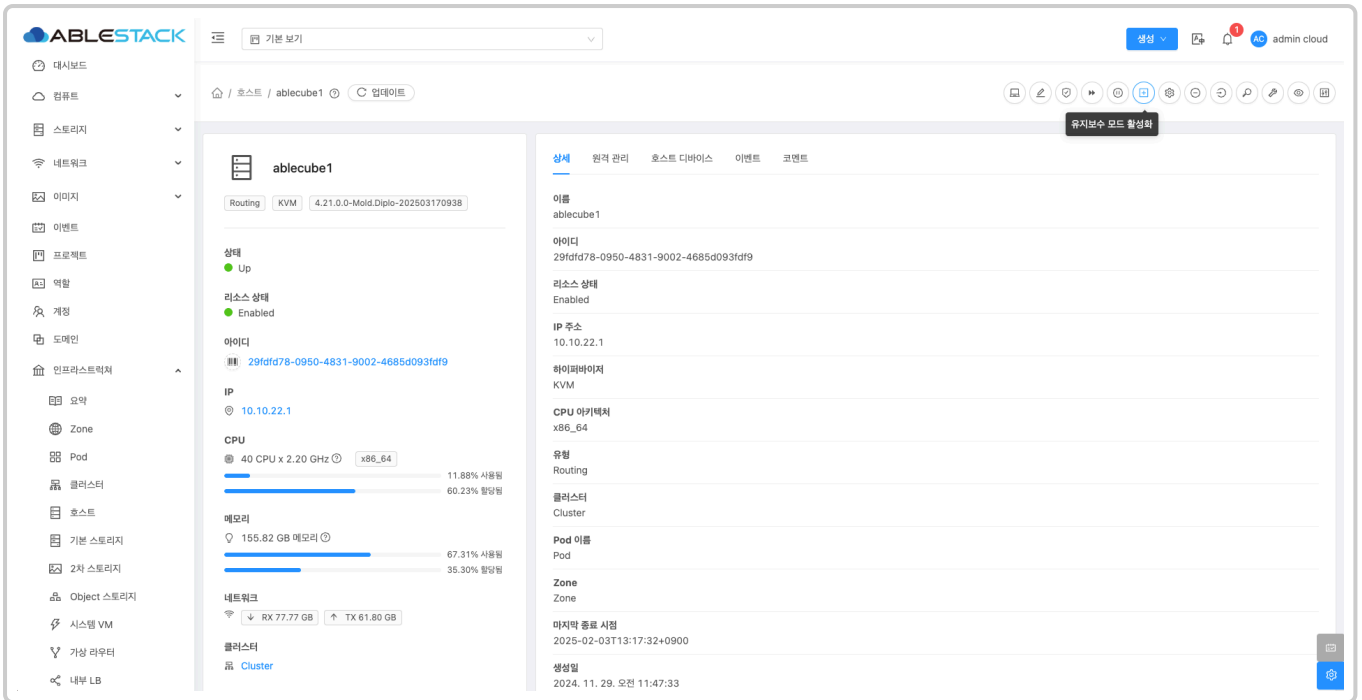 ABLESTACK
기본 보기
생성
1
AC
admin cloud
대시보드
컴퓨트
스토리지
네트워크
이미지
이벤트
프로젝트
역할
계정
도메인
인프라스트럭쳐
요약
Zone
Pod
클러스터
호스트
기본 스토리지
2차 스토리지
Object 스토리지
시스템 VM
가상 라우터
내부 LB
/ 호스트 / ablecube1
업데이트
유지보수 모드 활성화
ablecube1
Routing
KVM
4.21.0.0-Mold.Diplo-202503170938
상태
Up
리소스 상태
Enabled
아이디
29fdfd78-0950-4831-9002-4685d093fdf9
IP
10.10.22.1
CPU
40 CPU x 2.20 GHz
x86_64
11.88% 사용됨
60.23% 할당됨
메모리
155.82 GB 메모리
67.31% 사용됨
35.30% 할당됨
네트워크
RX 77.77 GB
TX 61.80 GB
클러스터
Cluster
상세
원격 관리
호스트 디바이스
이벤트
코멘트
이름
ablecube1
아이디
29fdfd78-0950-4831-9002-4685d093fdf9
리소스 상태
Enabled
IP 주소
10.10.22.1
하이퍼바이저
KVM
CPU 아키텍처
x86_64
유형
Routing
클러스터
Cluster
Pod 이름
Pod
Zone
Zone
마지막 종료 시점
2025-02-03T13:17:32+0900
생성일
2024. 11. 29. 오전 11:47:33